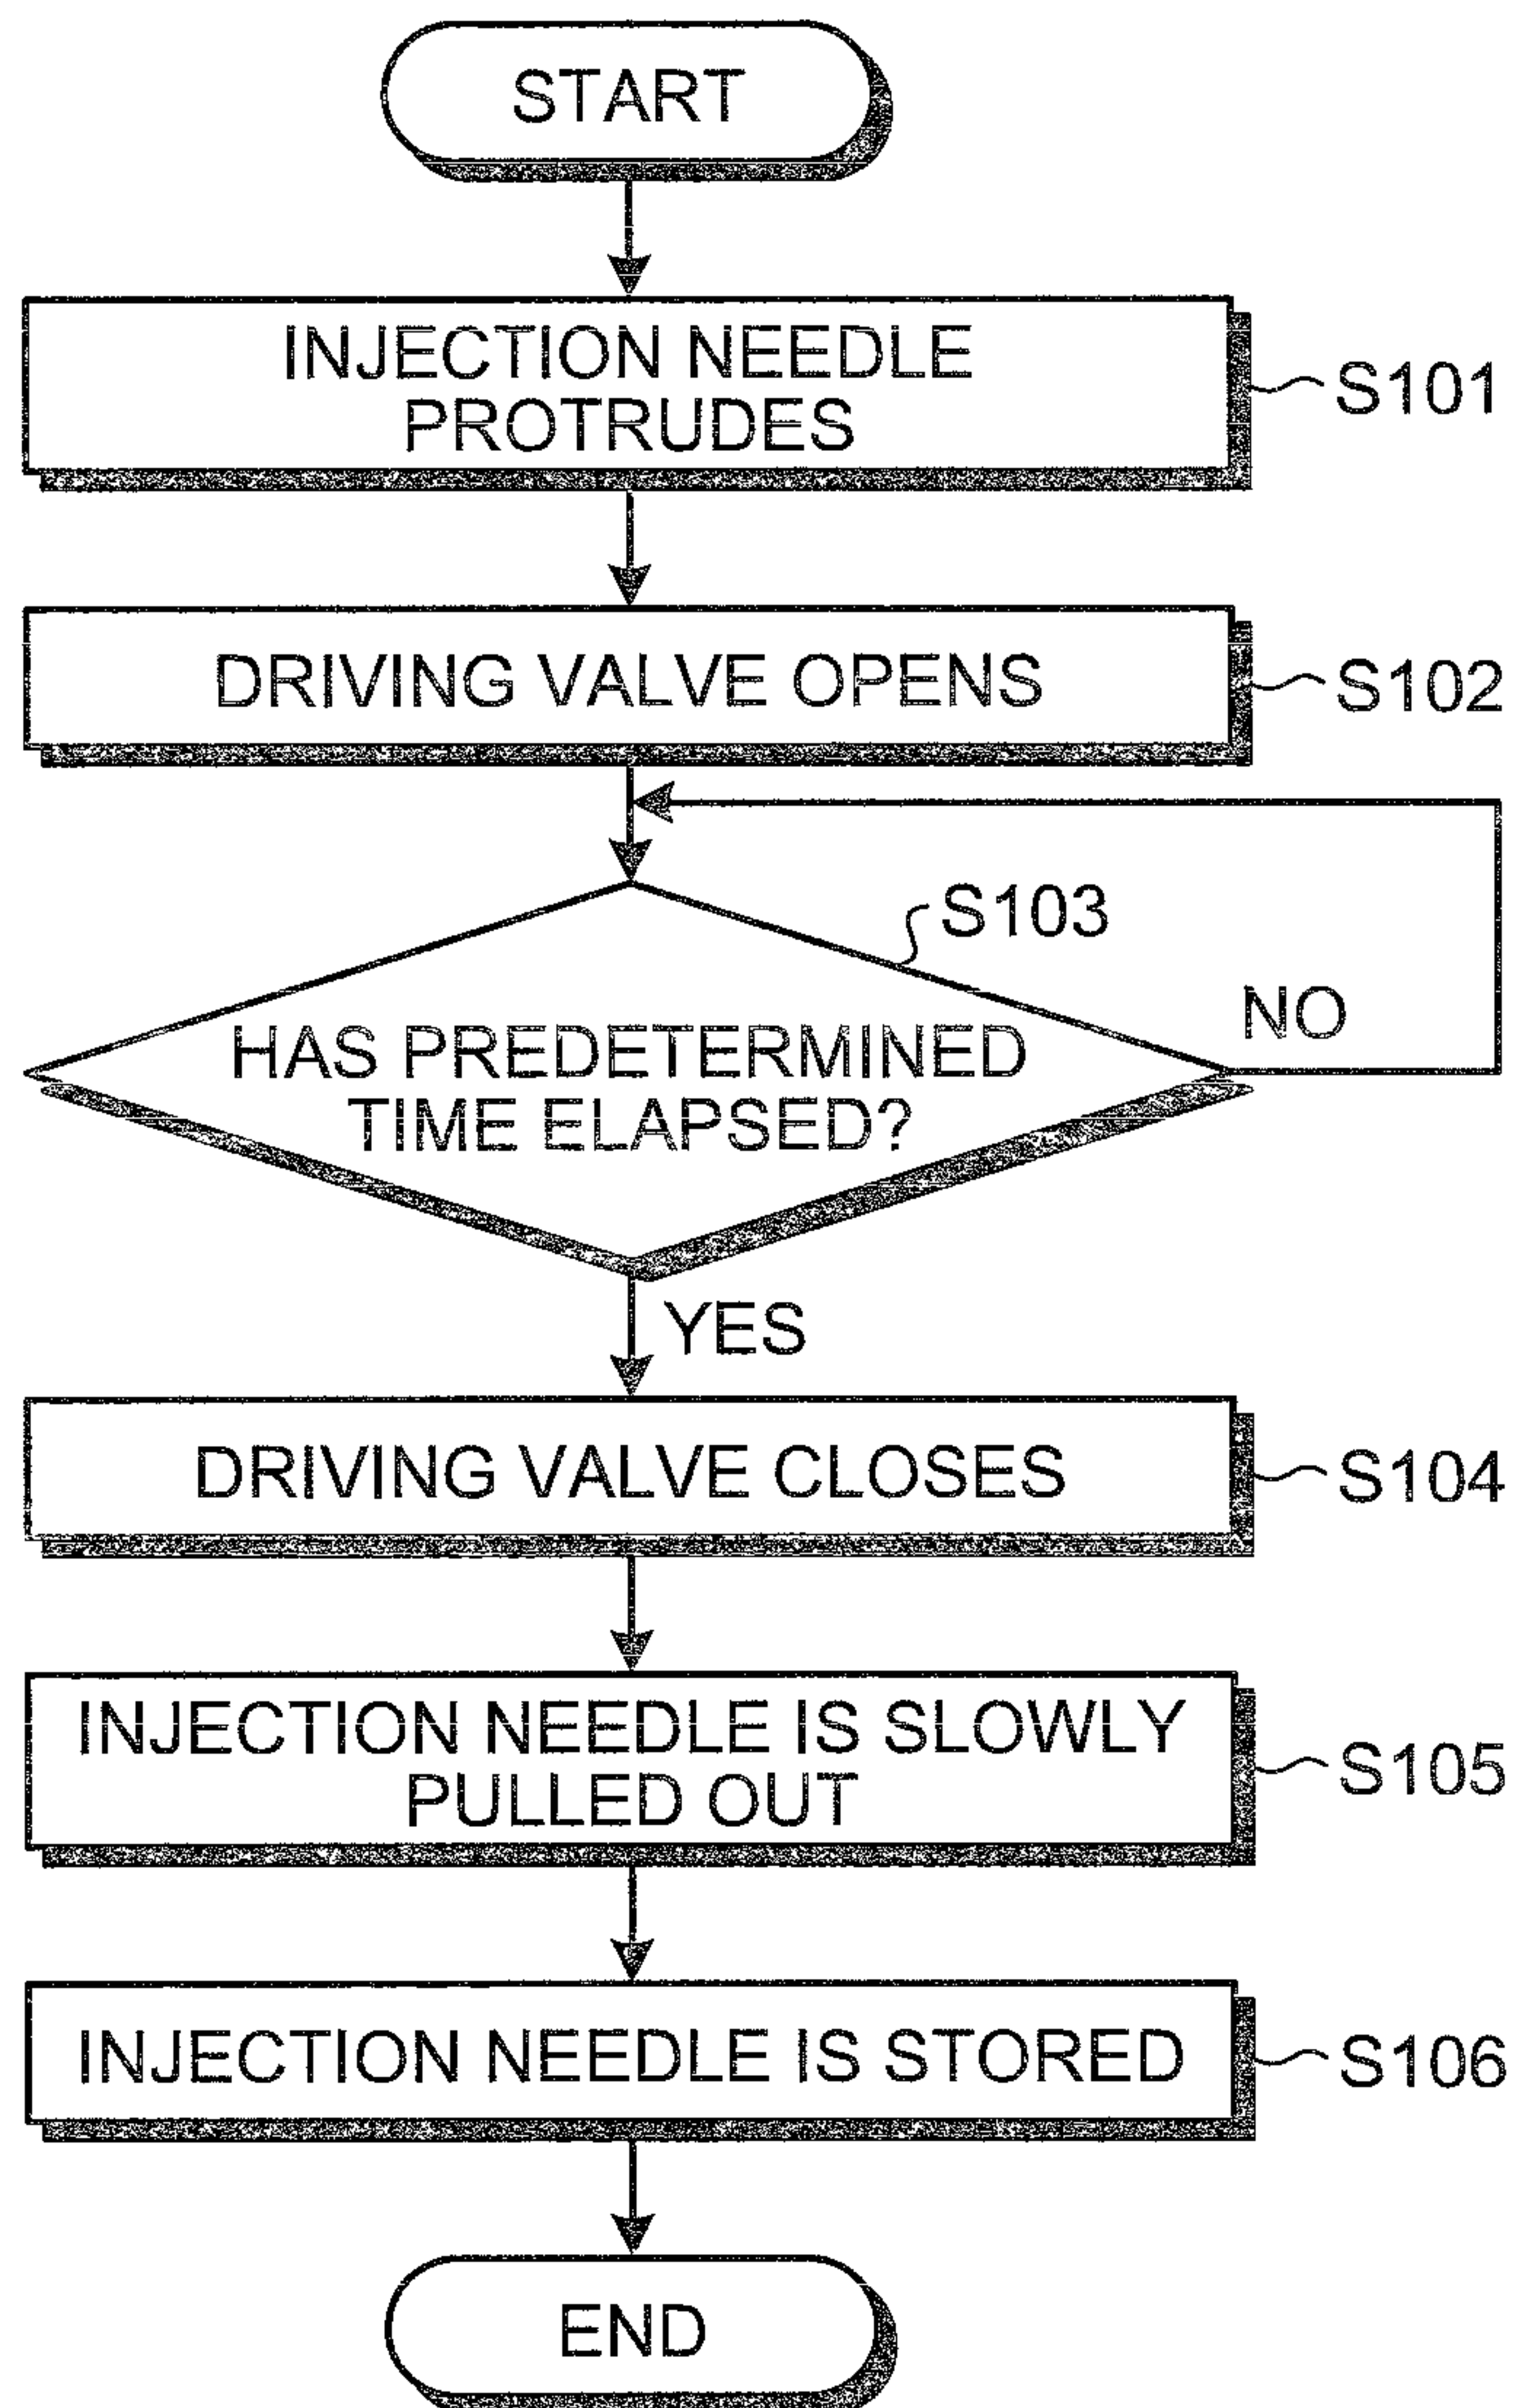 START
INJECTION NEEDLE
PROTRUDES
S101
DRIVING VALVE OPENS
S102
S103
HAS PREDETERMINED
TIME ELAPSED?
NO
YES
DRIVING VALVE CLOSES
S104
INJECTION NEEDLE IS SLOWLY
PULLED OUT
S105
INJECTION NEEDLE IS STORED
S106
END